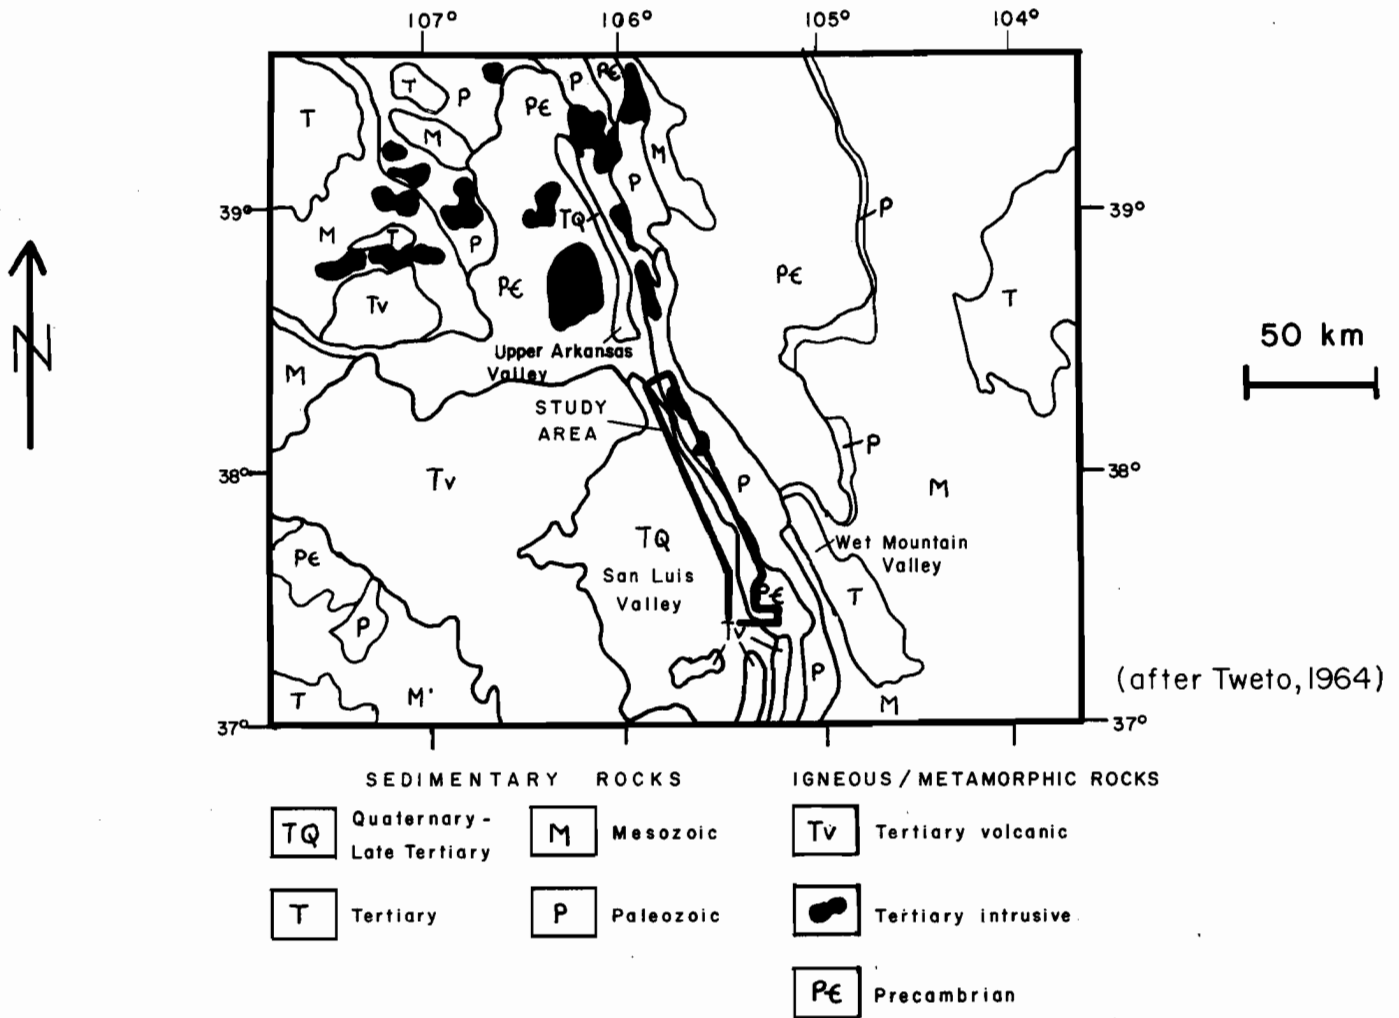 107° 106° 105° 104°
T P PЄ P PЄ
T M M
P
39° TQ P 39°
M T P
PЄ PЄ T
Tv
N
50 km
Upper Arkansas
Valley
M
STUDY
AREA
P
38° Tv P M 38°
TQ
Wet Mountain
Valley
PЄ San Luis
Valley
PЄ T
P Tv
T M P M
(after Tweto, 1964)
37° 37°
SEDIMENTARY ROCKS IGNEOUS/METAMORPHIC ROCKS
TQ Quaternary-
Late Tertiary
M Mesozoic
Tv Tertiary volcanic
T Tertiary
P Paleozoic
Tertiary intrusive
PЄ Precambrian